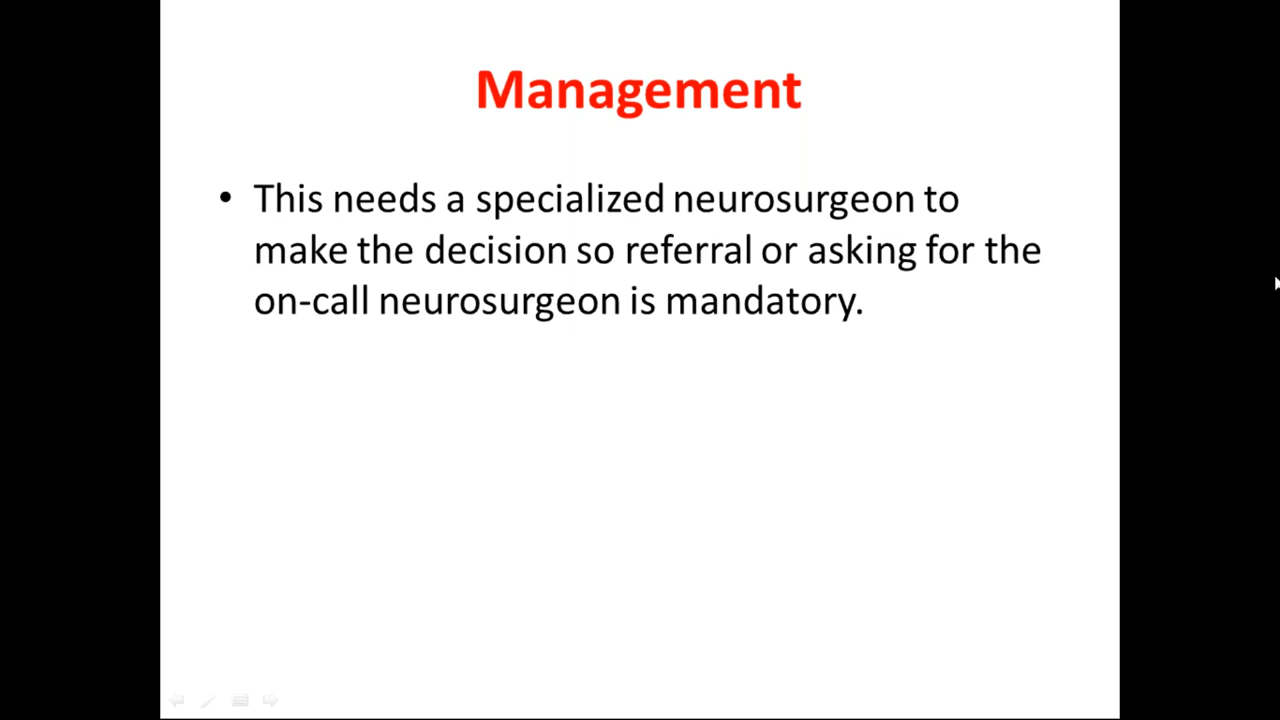 Management
• This needs a specialized neurosurgeon to
make the decision so referral or asking for the
on-call neurosurgeon is mandatory.